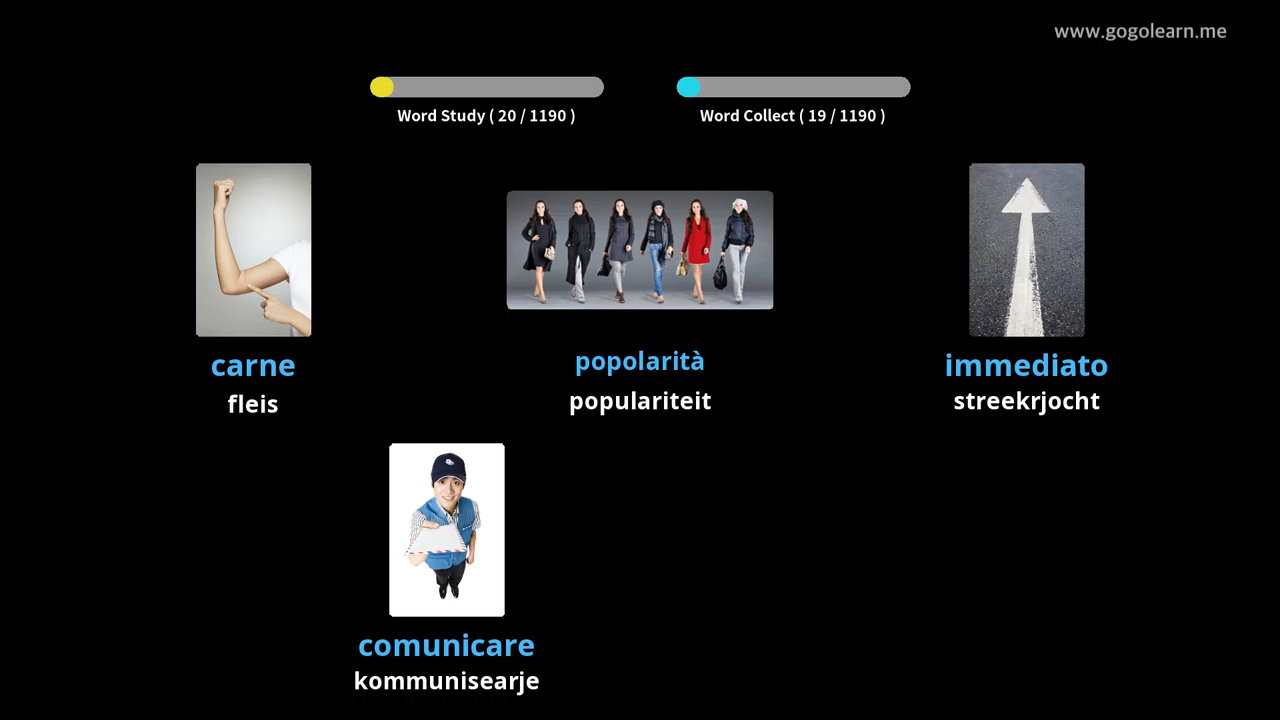 www.gogolearn.me
Word Study ( 20 / 1190 )
Word Collect ( 19 / 1190 )
carne
fleis
popolarità
populariteit
immediato
streekrjocht
comunicare
kommunisearje